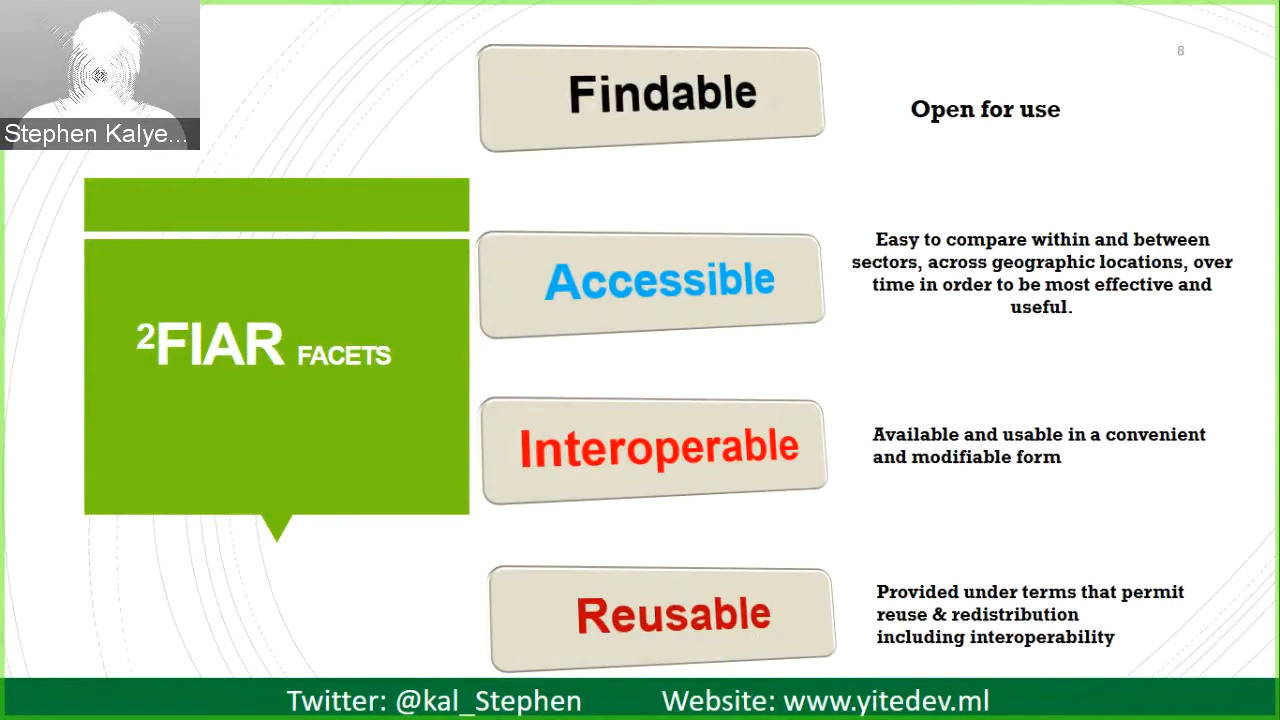 Stephen Kalye...
8
Findable
Open for use
Accessible
Easy to compare within and between
sectors, across geographic locations, over
time in order to be most effective and
useful.
²FIAR FACETS
Interoperable
Available and usable in a convenient
and modifiable form
Reusable
Provided under terms that permit
reuse & redistribution
including interoperability
Twitter: @kal_Stephen Website: www.yitedev.ml